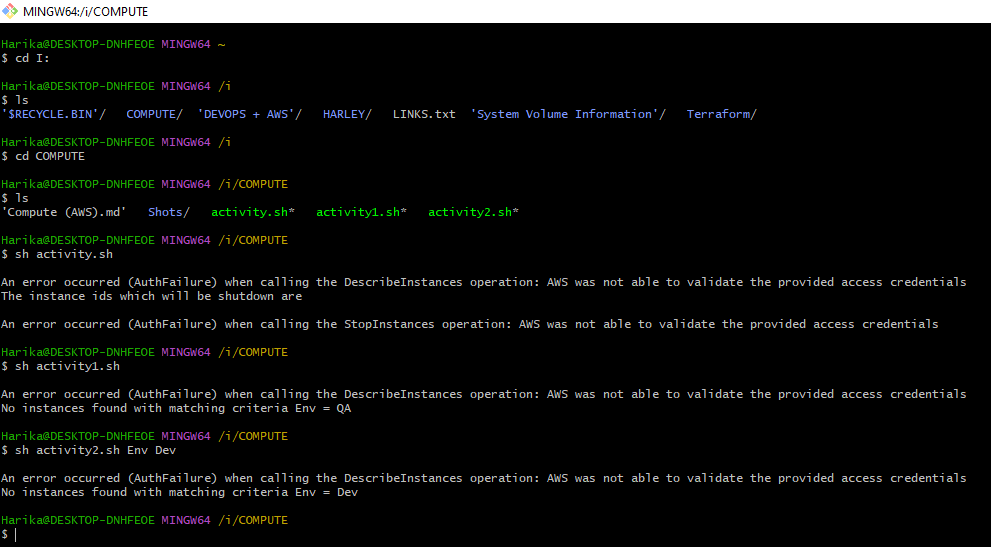 MINGW64:/i/COMPUTE
Harika@DESKTOP-DNHFEOE MINGW64 ~
$ cd I:
Harika@DESKTOP-DNHFEOE MINGW64 /i
$ ls
'$RECYCLE.BIN'/   COMPUTE/  'DEVOPS + AWS'/   HARLEY/   LINKS.txt  'System Volume Information'/   Terraform/
Harika@DESKTOP-DNHFEOE MINGW64 /i
$ cd COMPUTE
Harika@DESKTOP-DNHFEOE MINGW64 /i/COMPUTE
$ ls
'Compute (AWS).md'   Shots/   activity.sh*   activity1.sh*   activity2.sh*
Harika@DESKTOP-DNHFEOE MINGW64 /i/COMPUTE
$ sh activity.sh
An error occurred (AuthFailure) when calling the DescribeInstances operation: AWS was not able to validate the provided access credentials
The instance ids which will be shutdown are
An error occurred (AuthFailure) when calling the StopInstances operation: AWS was not able to validate the provided access credentials
Harika@DESKTOP-DNHFEOE MINGW64 /i/COMPUTE
$ sh activity1.sh
An error occurred (AuthFailure) when calling the DescribeInstances operation: AWS was not able to validate the provided access credentials
No instances found with matching criteria Env = QA
Harika@DESKTOP-DNHFEOE MINGW64 /i/COMPUTE
$ sh activity2.sh Env Dev
An error occurred (AuthFailure) when calling the DescribeInstances operation: AWS was not able to validate the provided access credentials
No instances found with matching criteria Env = Dev
Harika@DESKTOP-DNHFEOE MINGW64 /i/COMPUTE
$